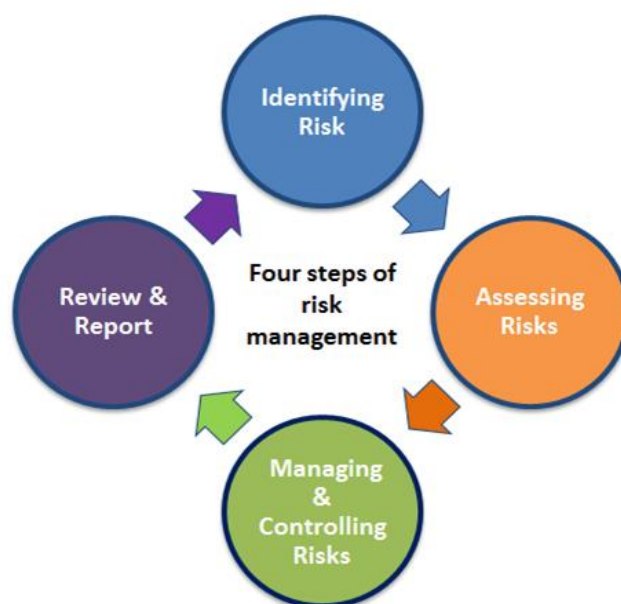 Identifying
Risk
Assessing
Risks
Managing
&
Controlling
Risks
Review &
Report
Four steps of
risk
management